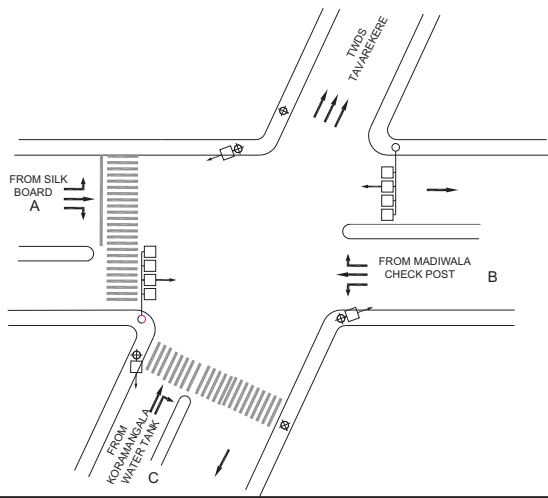 TWDS
TAVAREKERE
FROM SILK
BOARD
A
FROM MADIWALA
CHECK POST
B
FROM
KORAMANGALA
WATER TANK
C